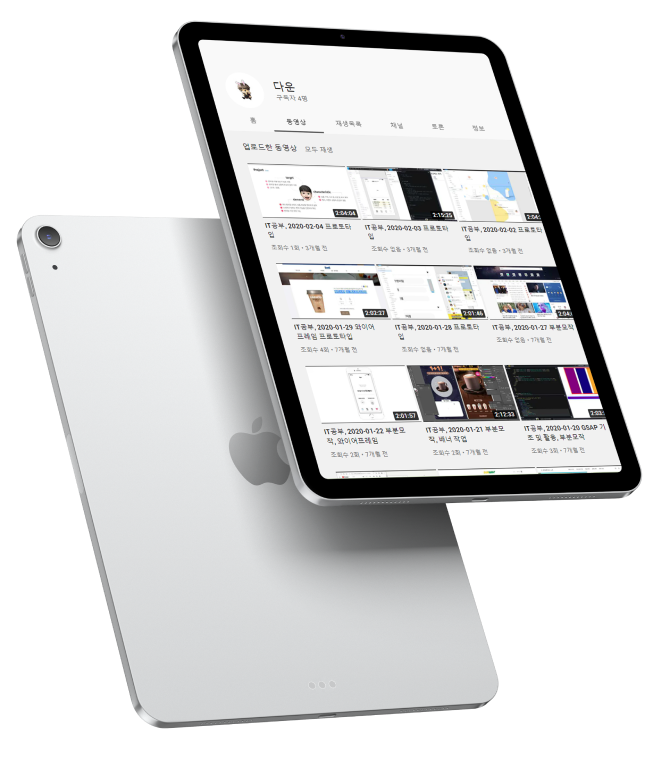 다운
구독자 4명
홈 동영상 재생목록 채널 토론 정보
업로드한 동영상 모두 재생
2:04:04 2:15:25 2:04:
IT공부, 2020-02-04 프로토타 IT공부, 2020-02-03 프로토타 IT공부, 2020-02-02 프로토타
입 입 입
조회수 1회 • 3개월 전 조회수 없음 • 3개월 전 조회수 없음 • 3개월 전
2:03:27 2:01:46 2:04:
IT공부, 2020-01-29 와이어 IT공부, 2020-01-28 프로토타 IT공부, 2020-01-27 부분모작
프레임 프로토타입 입
조회수 4회 • 7개월 전 조회수 없음 • 7개월 전 조회수 없음 • 7개월 전
2:01:57 2:12:33 2:03:
IT공부, 2020-01-22 부분모 IT공부, 2020-01-21 부분모 IT공부, 2020-01-20 GSAP 기
작, 와이어프레임 작, 배너 작업 초 및 활용, 부분모작
조회수 2회 • 7개월 전 조회수 2회 • 7개월 전 조회수 3회 • 7개월 전